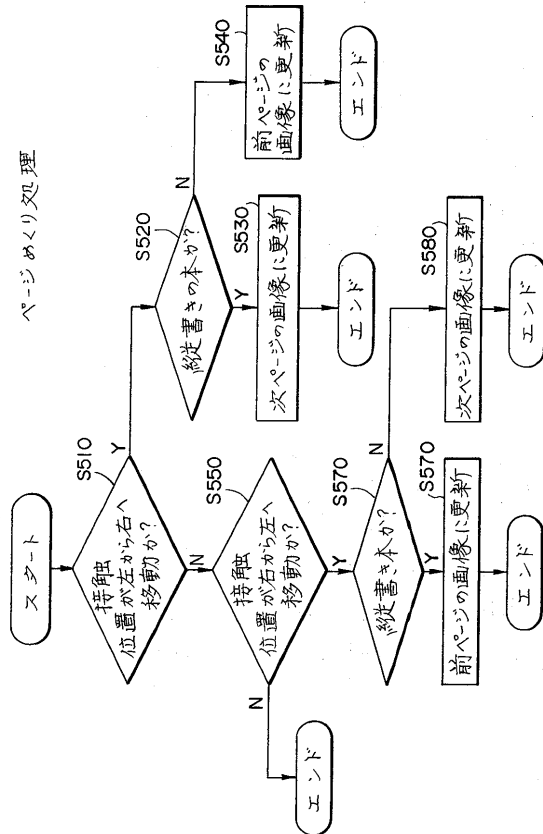 ページめくり処理
スタート
S510
接触
位置が左から右へ
移動か?
Y
N
S520
縦書きの本か?
N
Y
S540
前ページの
画像に更新
エンド
S530
次ページの画像に更新
エンド
S550
接触
位置が右から左へ
移動か?
N
Y
エンド
S570
縦書き本か?
N
Y
S570
前ページの画像に更新
エンド
S580
次ページの画像に更新
エンド